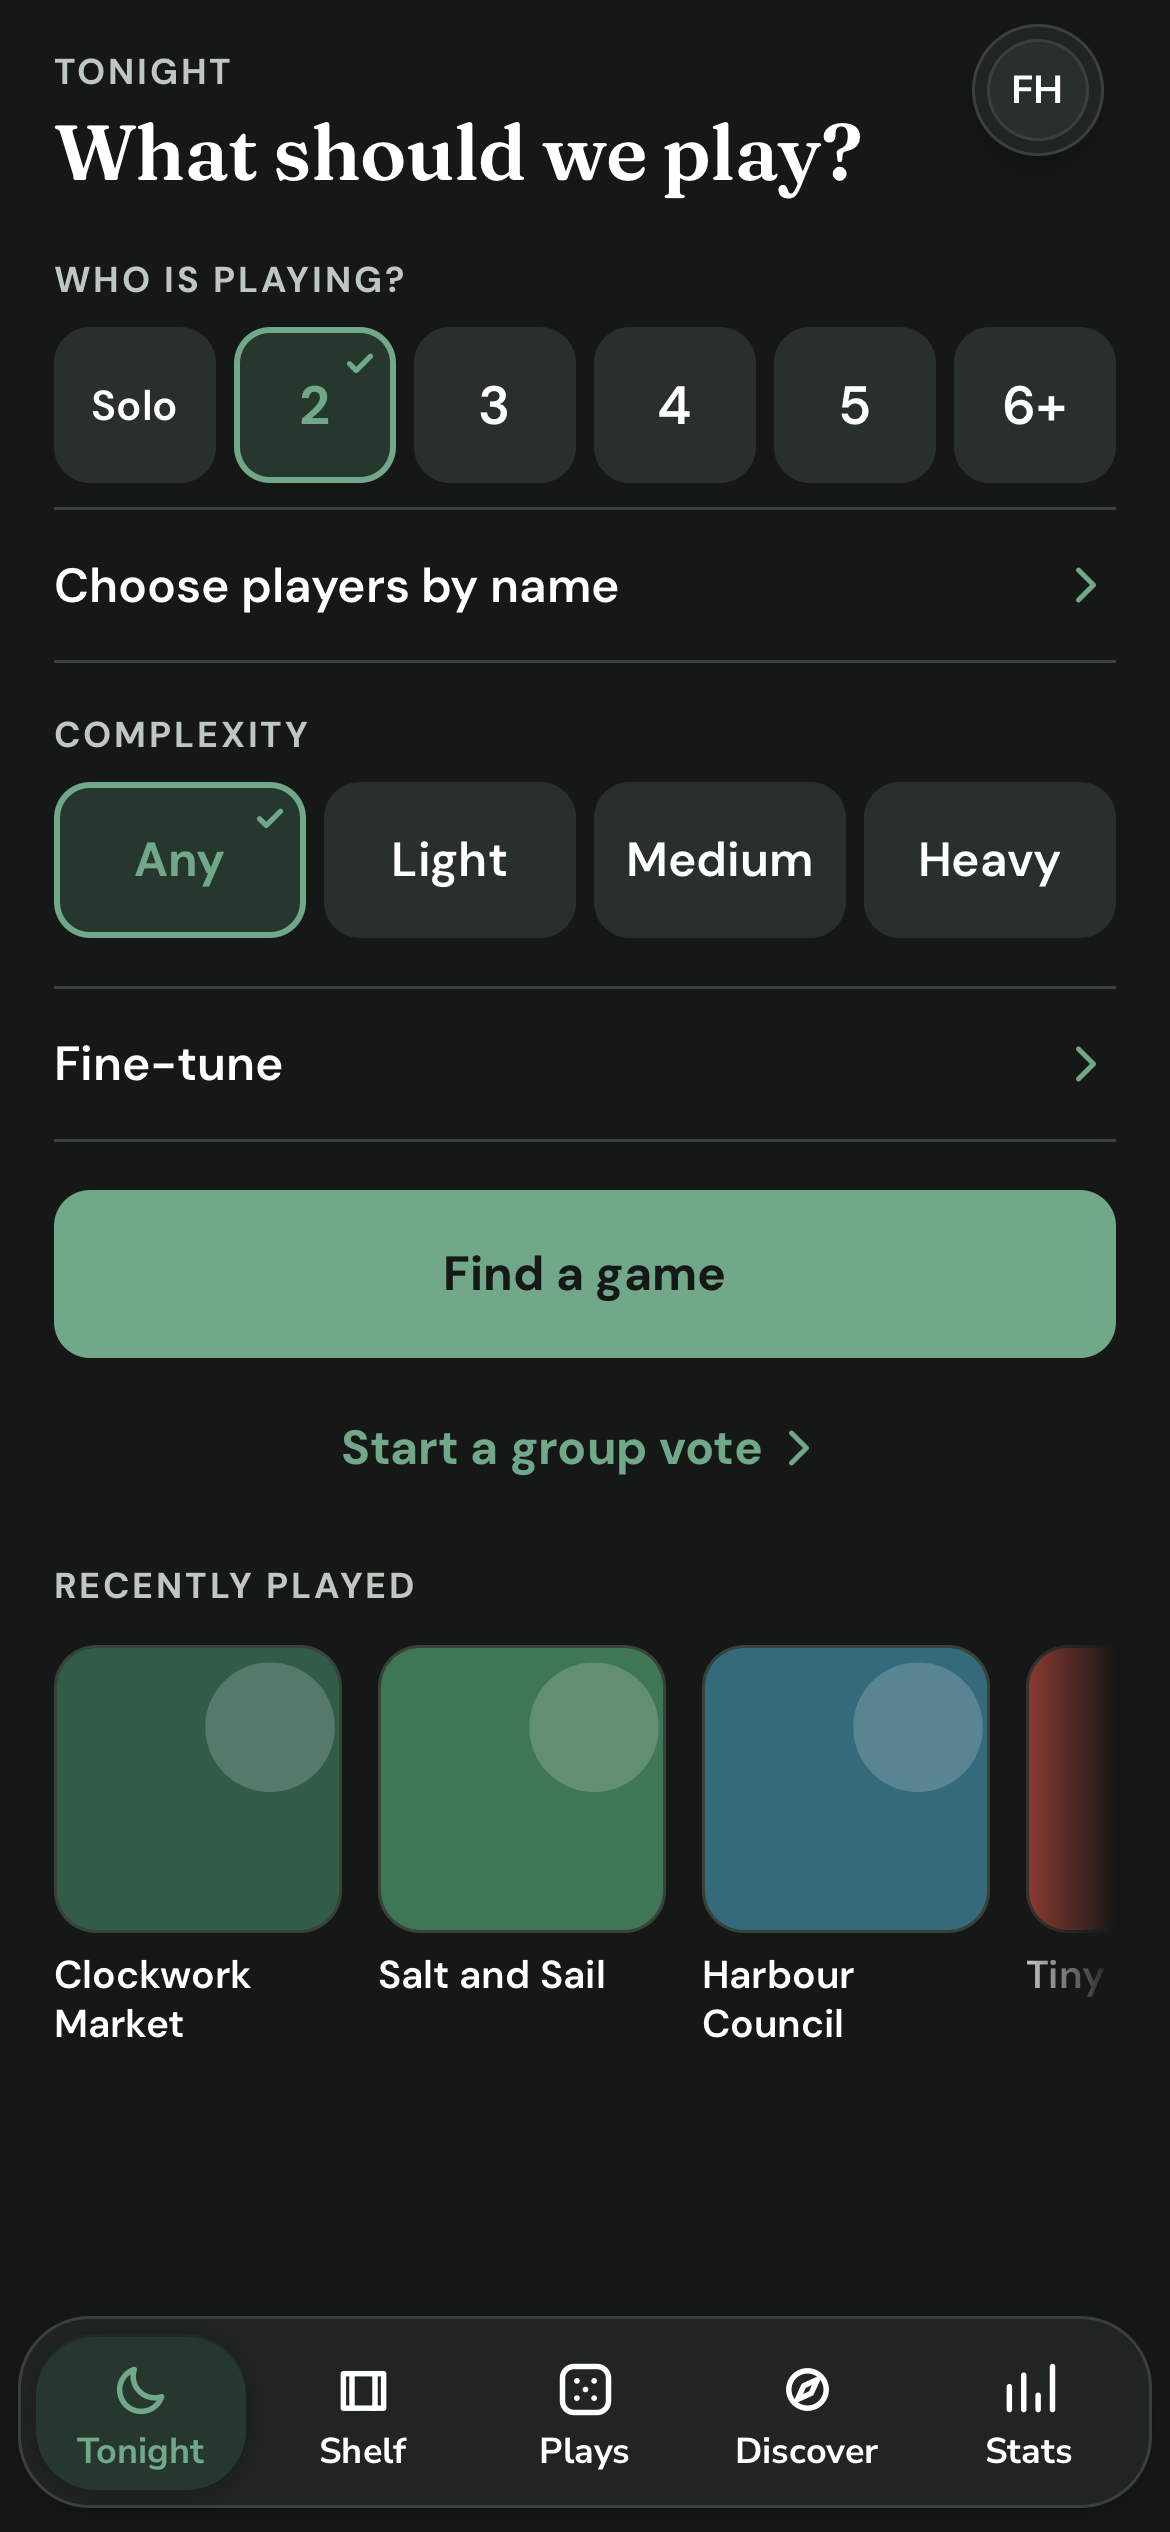 TONIGHT
FH
What should we play?
WHO IS PLAYING?
Solo
2
3
4
5
6+
Choose players by name
COMPLEXITY
Any
Light
Medium
Heavy
Fine-tune
Find a game
Start a group vote
RECENTLY PLAYED
Clockwork
Market
Salt and Sail
Harbour
Council
Tiny
Tonight
Shelf
Plays
Discover
Stats